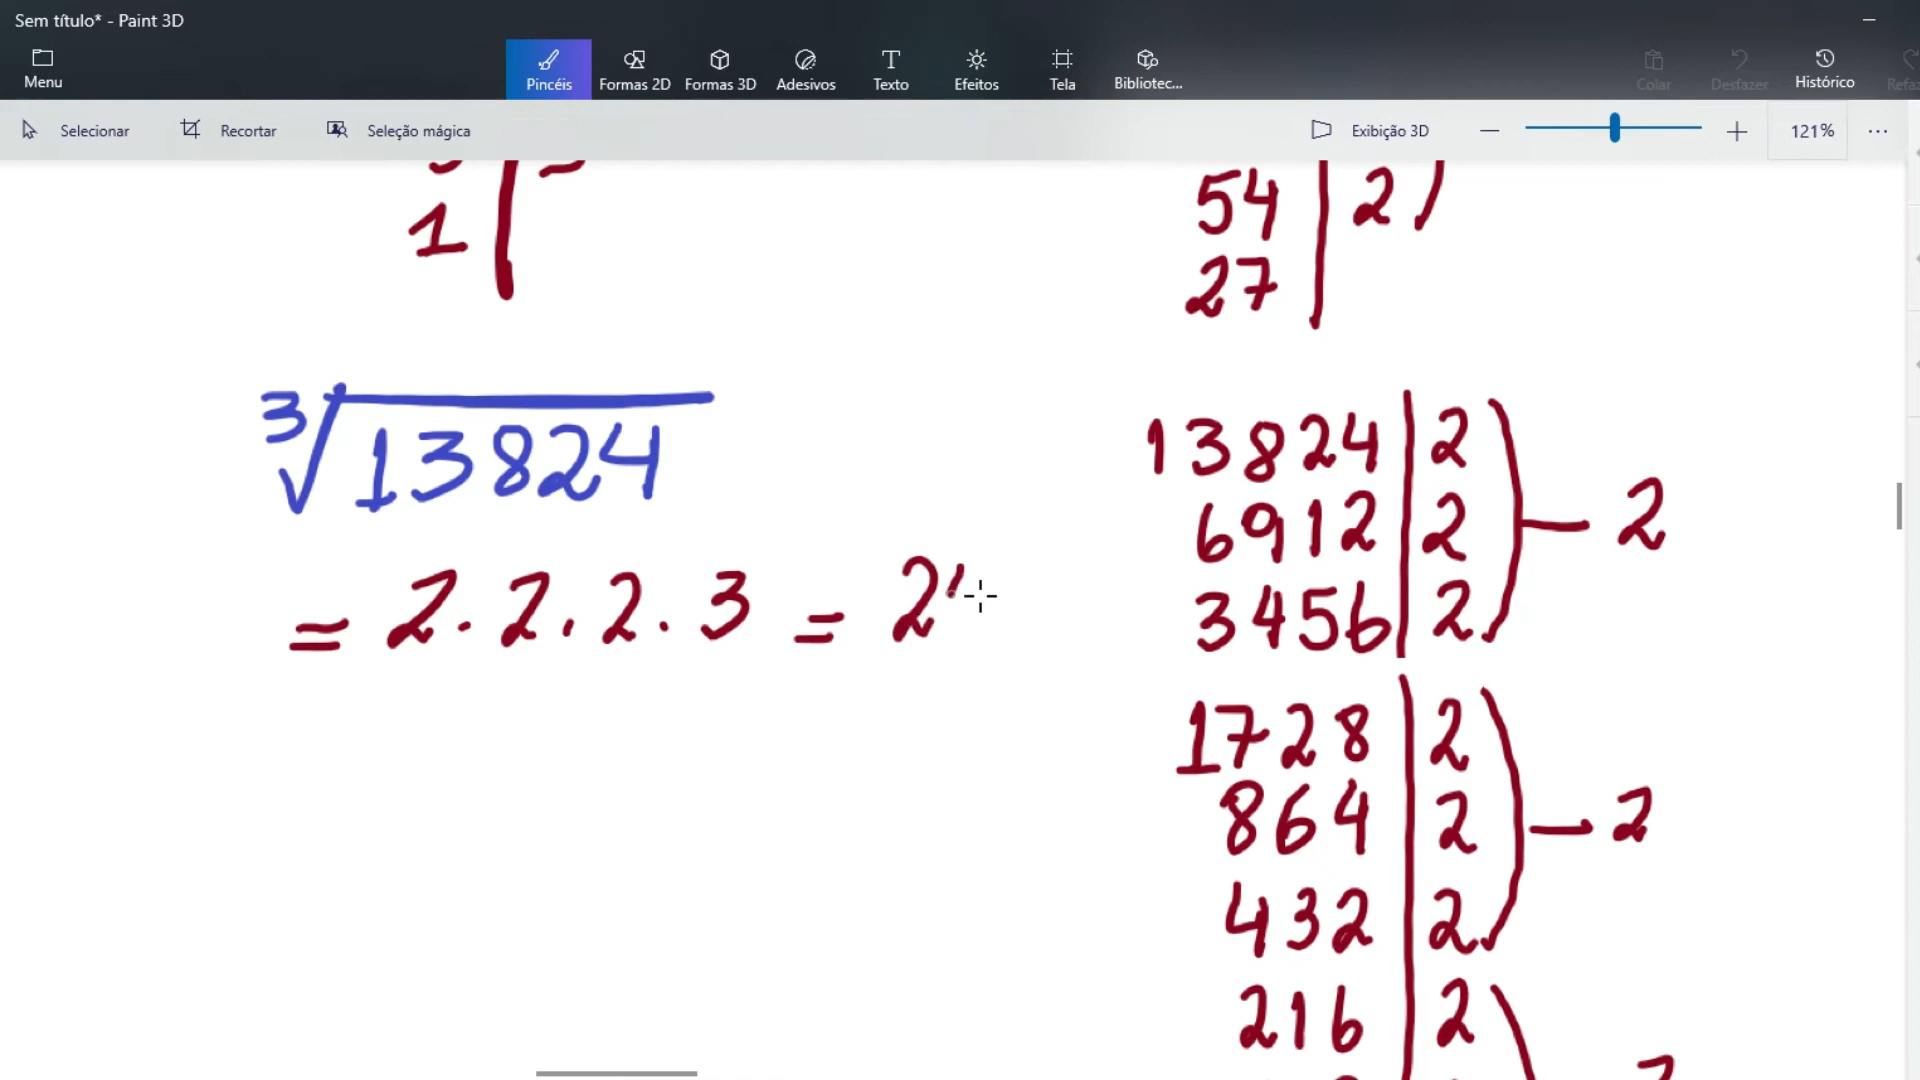 Sem título* - Paint 3D
Menu
Pincéis
Formas 2D
Formas 3D
Adesivos
Texto
Efeitos
Tela
Bibliotec...
Colar
Desfazer
Histórico
Selecionar
Recortar
Seleção mágica
Exibição 3D
121%
1
54 | 2
27
3√13824
= 2.2.2.3 = 2
13824 | 2
6912 | 2 — 2
3456 | 2
1728 | 2
864 | 2 — 2
432 | 2
216 | 2